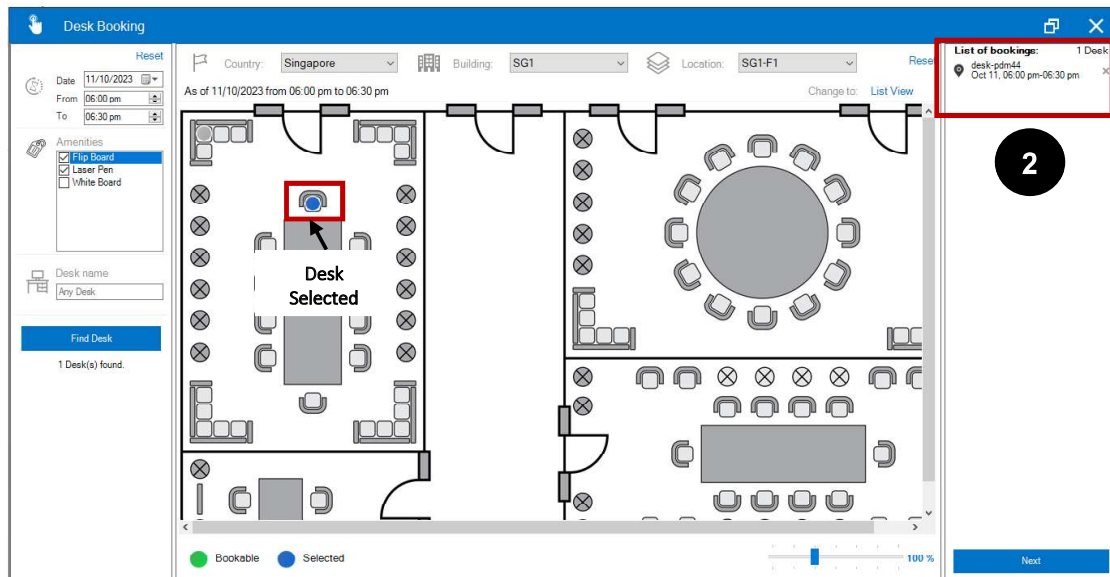 Desk Booking
Reset
Date 11/10/2023
From 06:00 pm
To 06:30 pm
Amenities
Flip Board
Laser Pen
White Board
Desk name
Any Desk
Find Desk
1 Desk(s) found.
Country: Singapore Building: SG1 Location: SG1-F1 Reset
As of 11/10/2023 from 06:00 pm to 06:30 pm Change to: List View
Desk
Selected
Bookable Selected
100 %
List of bookings: 1 Desk
desk-pdm44
Oct 11, 06:00 pm-06:30 pm
2
Next